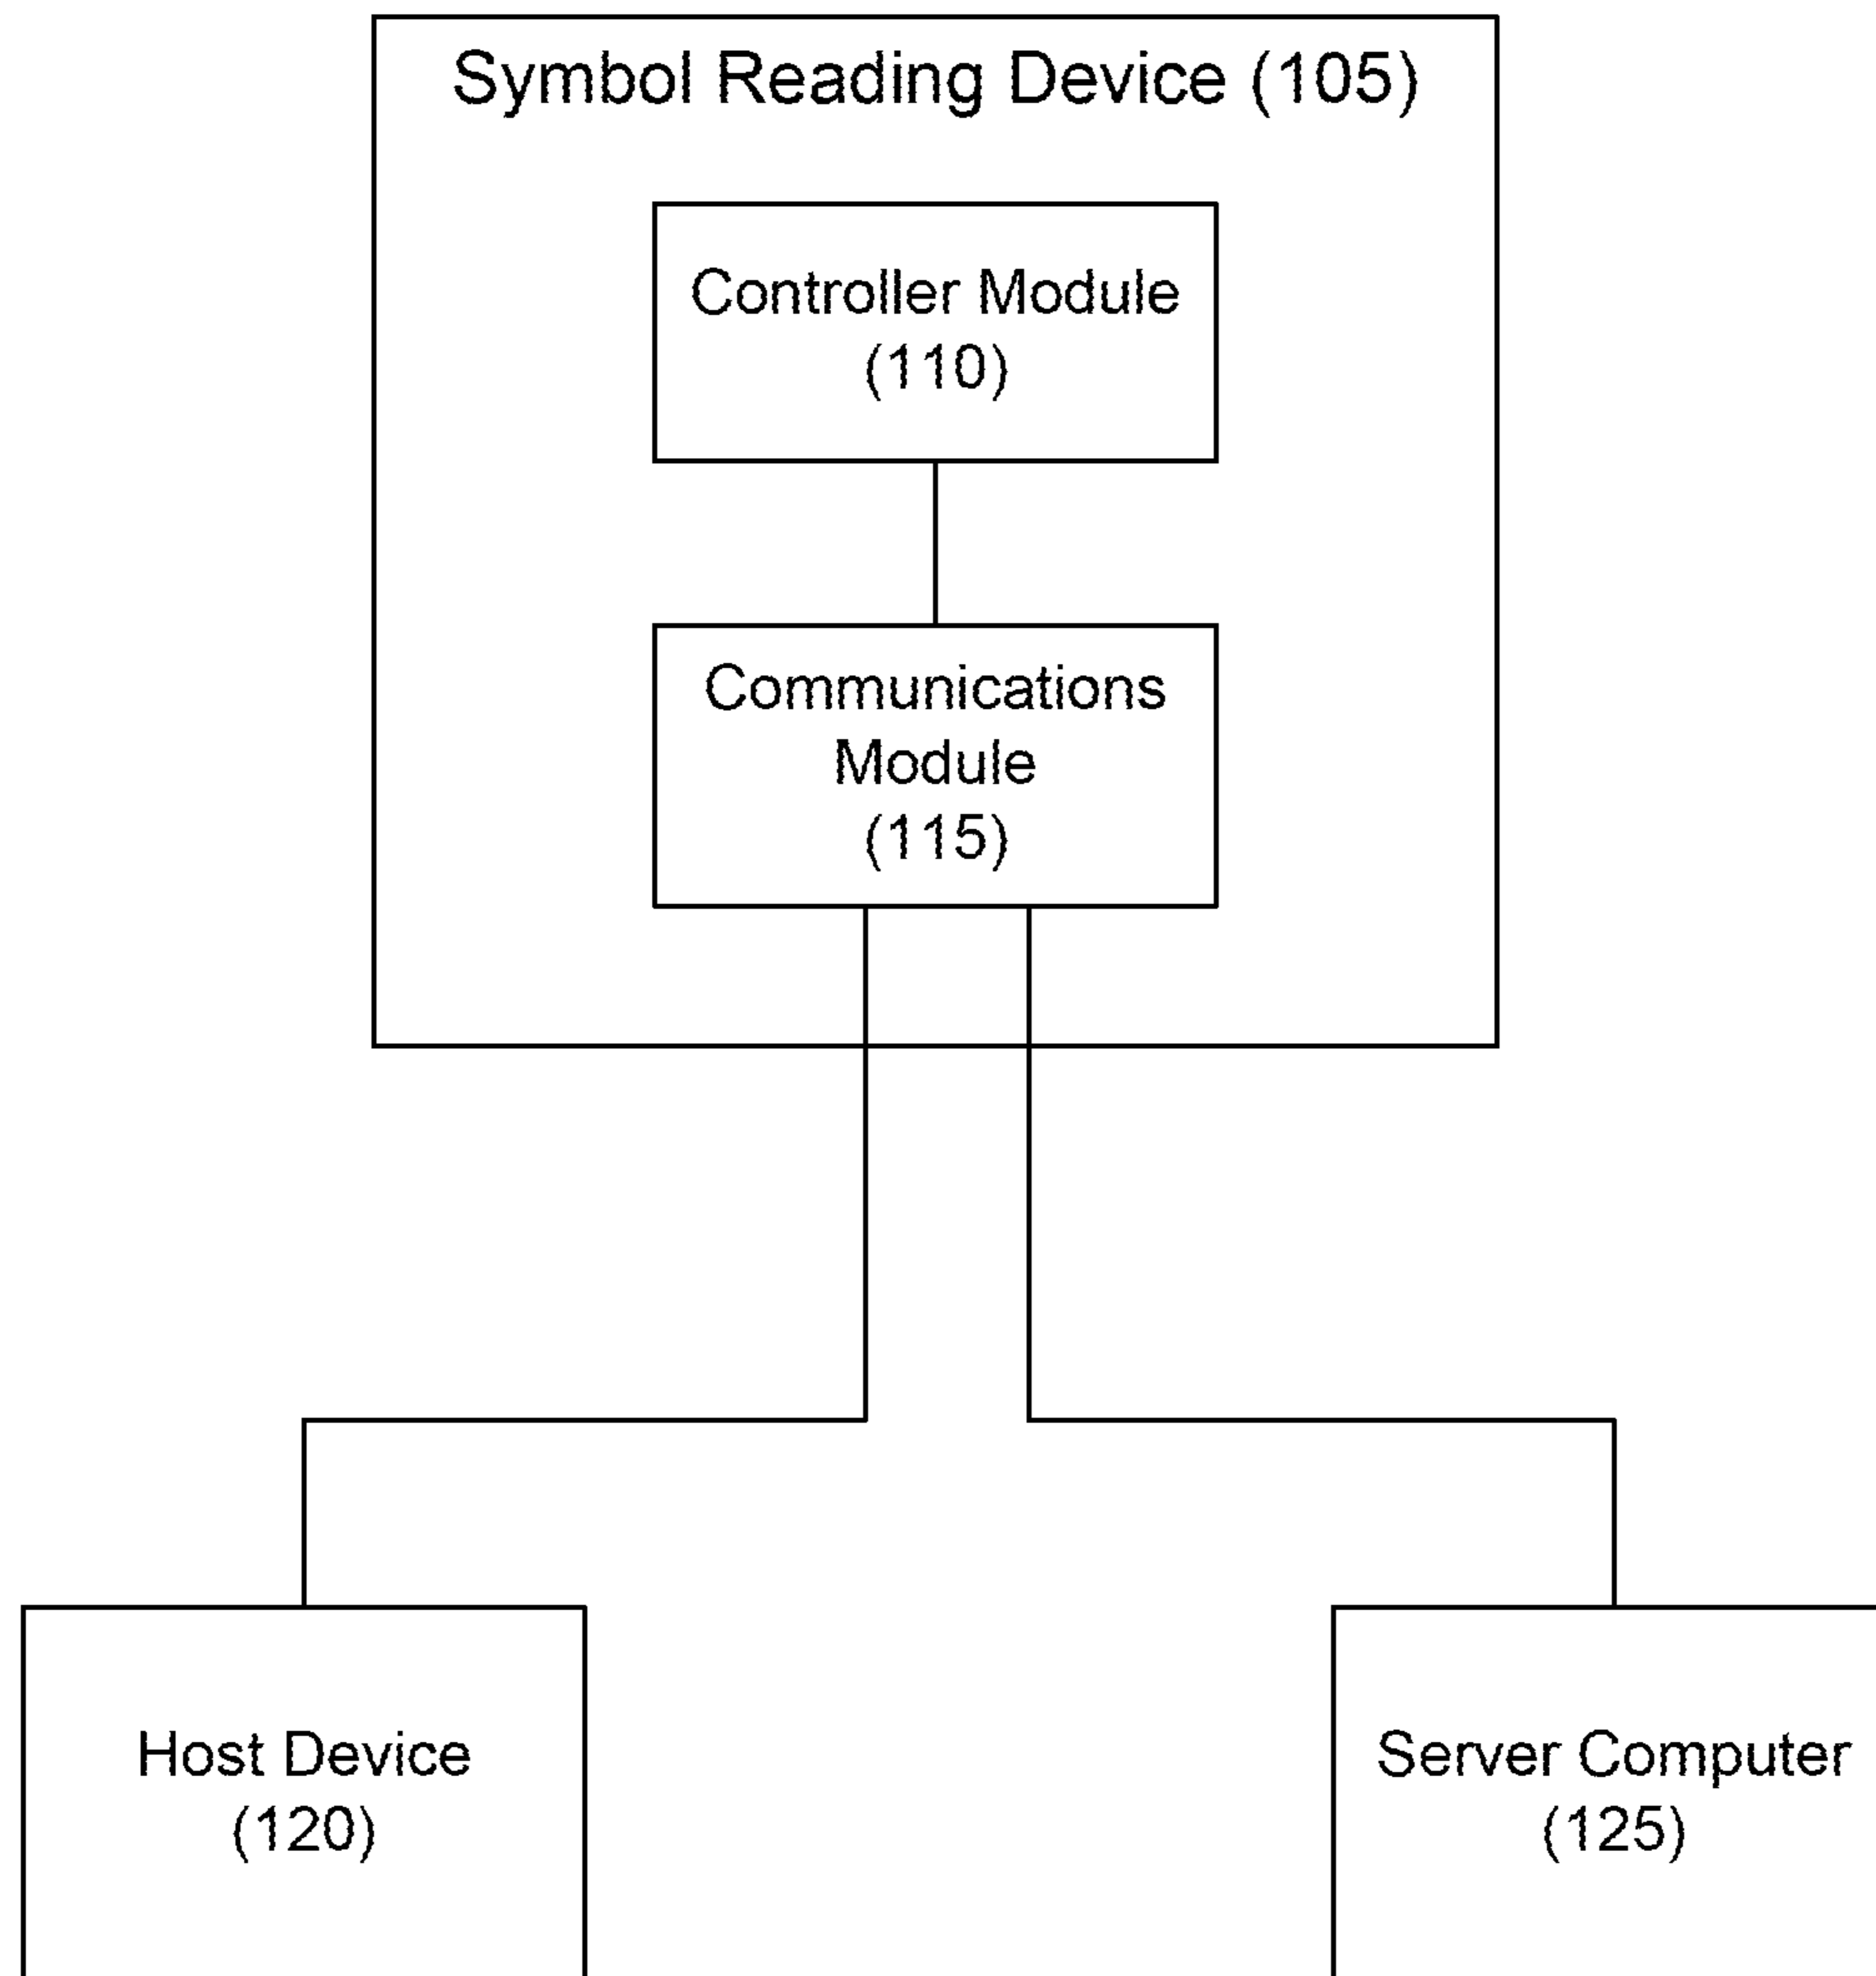 Symbol Reading Device (105)
Controller Module
(110)
Communications
Module
(115)
Host Device
(120)
Server Computer
(125)